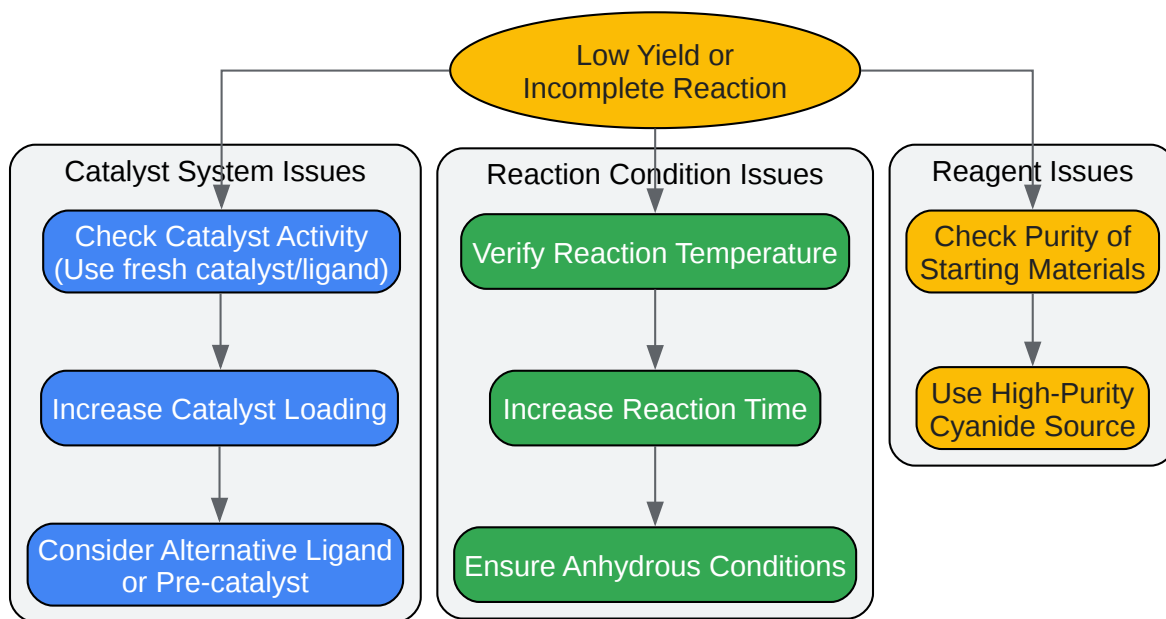 Low Yield or
Incomplete Reaction
Catalyst System Issues
Check Catalyst Activity
(Use fresh catalyst/ligand)
Increase Catalyst Loading
Consider Alternative Ligand
or Pre-catalyst
Reaction Condition Issues
Verify Reaction Temperature
Increase Reaction Time
Ensure Anhydrous Conditions
Reagent Issues
Check Purity of
Starting Materials
Use High-Purity
Cyanide Source